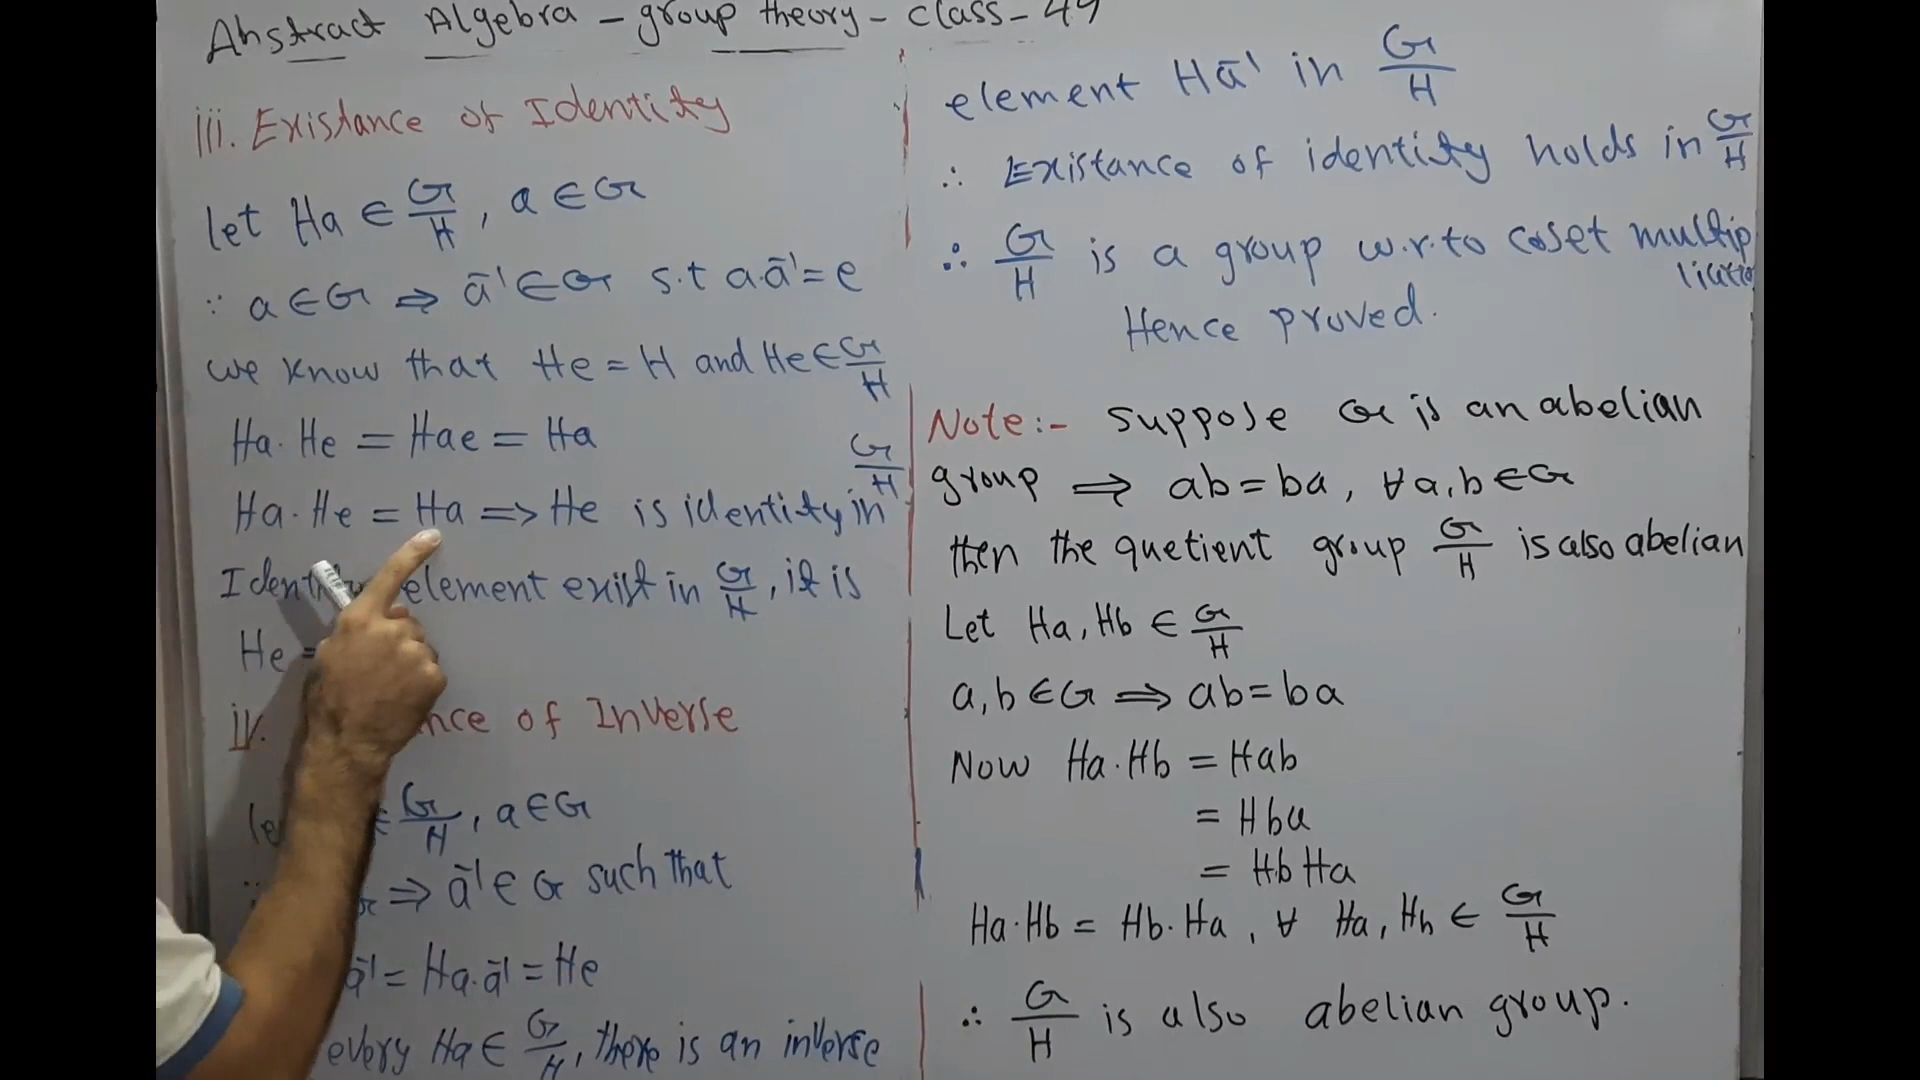 Abstract Algebra - group theory - class - 49
iii. Existance of Identity
let Ha ∈ G/H, a ∈ G
∵ a ∈ G ⇒ a⁻¹ ∈ G s.t a.a⁻¹ = e
we know that He = H and He ∈ G/H
Ha. He = Hae = Ha
Ha. He = Ha ⇒ He is identity in G/H
element exist in G/H, it is
He =
iv. of Inverse
∈ G/H, a ∈ G
⇒ a⁻¹ ∈ G such that
a⁻¹ = Ha.a⁻¹ = He
every Ha ∈ G/H, there is an inverse
element Ha⁻¹ in G/H
∴ Existance of identity holds in G/H
∴ G/H is a group w.r.to coset multip
licatio
Hence proved.
Note:- suppose G is an abelian
group ⇒ ab = ba, ∀ a, b ∈ G
then the quetient group G/H is also abelian
Let Ha, Hb ∈ G/H
a, b ∈ G ⇒ ab = ba
Now Ha. Hb = Hab
= Hba
= Hb Ha
Ha. Hb = Hb. Ha, ∀ Ha, Hb ∈ G/H
∴ G/H is also abelian group.